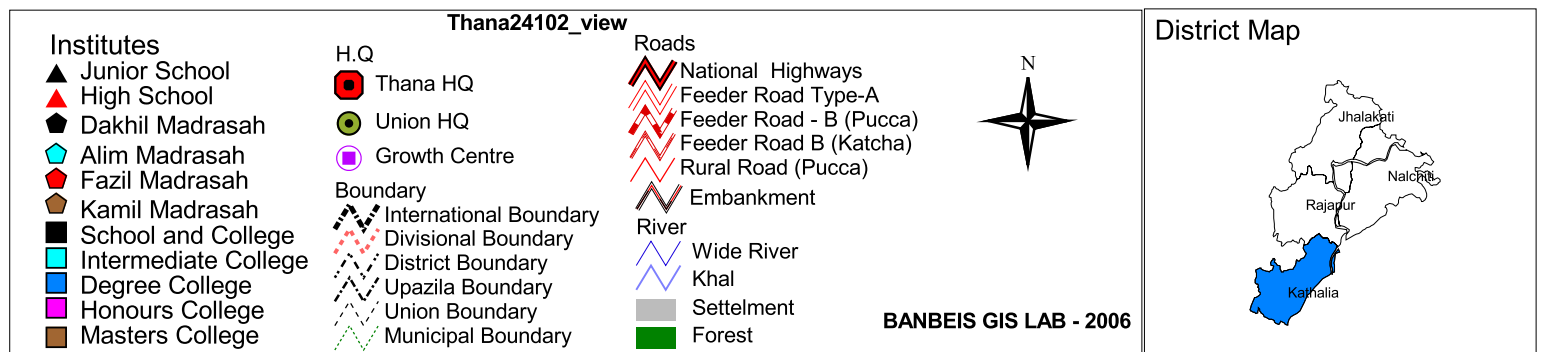 Thana24102_view
Institutes
Junior School
High School
Dakhil Madrasah
Alim Madrasah
Fazil Madrasah
Kamil Madrasah
School and College
Intermediate College
Degree College
Honours College
Masters College
H.Q
Thana HQ
Union HQ
Growth Centre
Boundary
International Boundary
Divisional Boundary
District Boundary
Upazila Boundary
Union Boundary
Municipal Boundary
Roads
National Highways
Feeder Road Type-A
Feeder Road - B (Pucca)
Feeder Road B (Katcha)
Rural Road (Pucca)
Embankment
River
Wide River
Khal
Settelment
Forest
N
BANBEIS GIS LAB - 2006
District Map
Jhalakati
Nalchiti
Rajapur
Kathalia